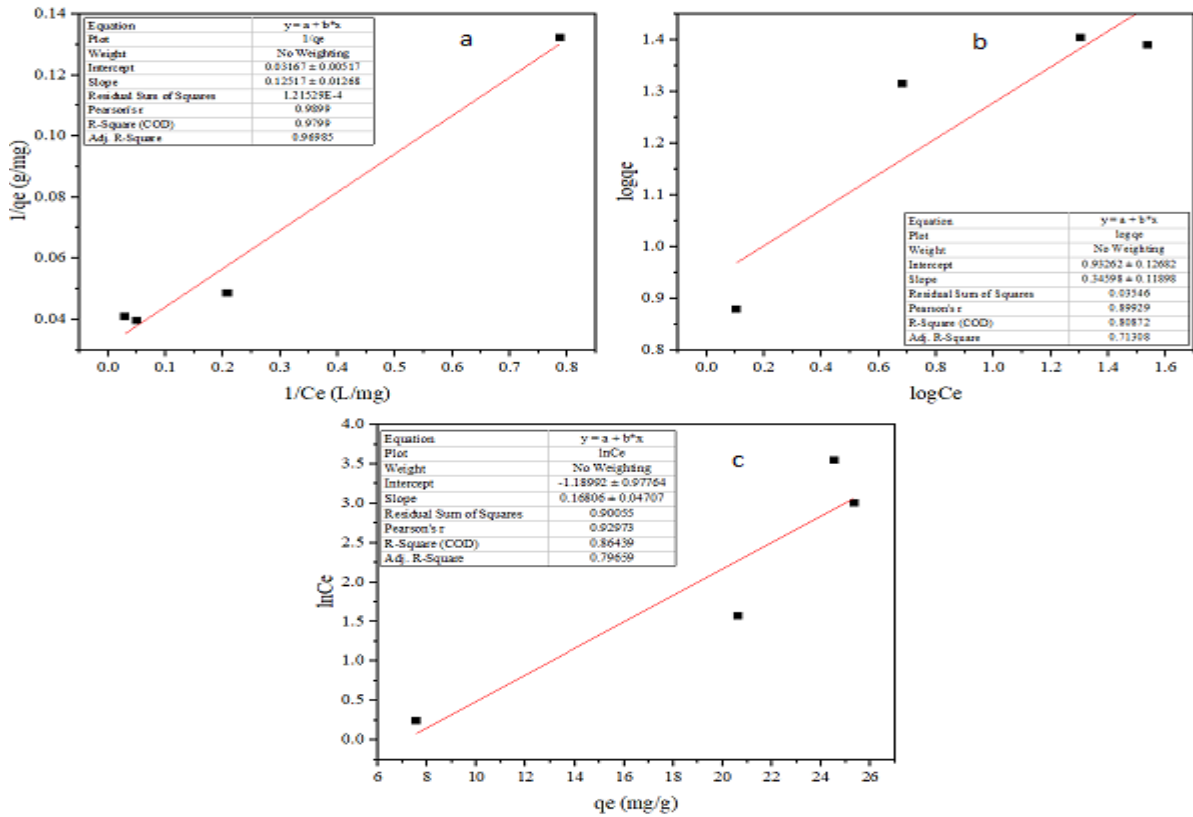 a
0.14
0.12
0.10
0.08
0.06
0.04
1/qe (g/mg)
Equation y = a + b*x
Plot 1/qe
Weight No Weighting
Intercept 0.03167 ± 0.00517
Slope 0.12517 ± 0.01268
Residual Sum of Squares 1.21529E-4
Pearson's r 0.9899
R-Square (COD) 0.9799
Adj. R-Square 0.96985
0.0 0.1 0.2 0.3 0.4 0.5 0.6 0.7 0.8
1/Ce (L/mg)
b
1.4
1.3
1.2
1.1
1.0
0.9
0.8
logqe
Equation y = a + b*x
Plot logqe
Weight No Weighting
Intercept 0.93262 ± 0.12682
Slope 0.34598 ± 0.11898
Residual Sum of Squares 0.03546
Pearson's r 0.89929
R-Square (COD) 0.80872
Adj. R-Square 0.71308
0.0 0.2 0.4 0.6 0.8 1.0 1.2 1.4 1.6
logCe
c
4.0
3.5
3.0
2.5
2.0
1.5
1.0
0.5
0.0
lnCe
Equation y = a + b*x
Plot lnCe
Weight No Weighting
Intercept -1.18992 ± 0.97764
Slope 0.16806 ± 0.04707
Residual Sum of Squares 0.90055
Pearson's r 0.92973
R-Square (COD) 0.86439
Adj. R-Square 0.79659
6 8 10 12 14 16 18 20 22 24 26
qe (mg/g)